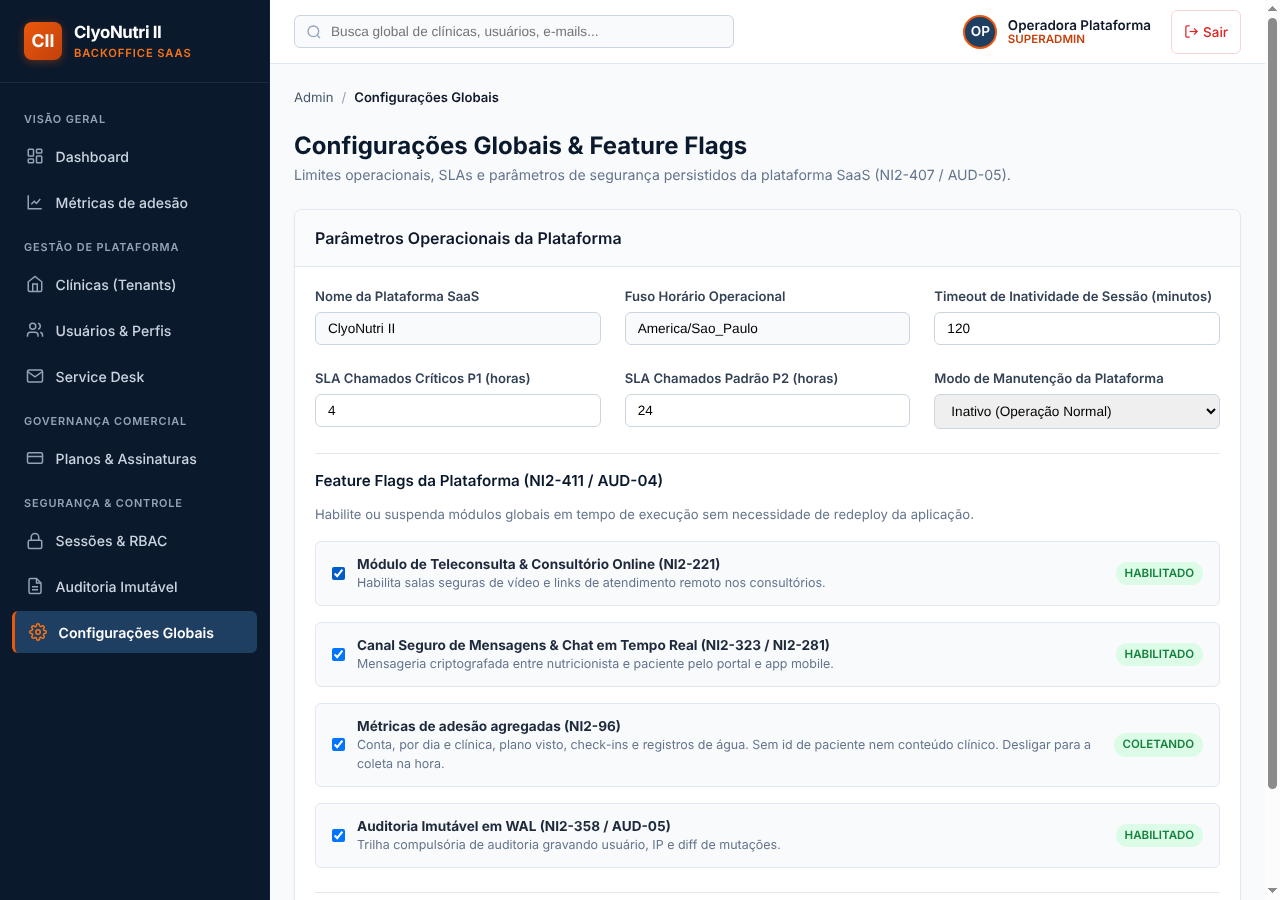 CII
ClyoNutri II
BACKOFFICE SAAS
VISÃO GERAL
Dashboard
Métricas de adesão
GESTÃO DE PLATAFORMA
Clínicas (Tenants)
Usuários & Perfis
Service Desk
GOVERNANÇA COMERCIAL
Planos & Assinaturas
SEGURANÇA & CONTROLE
Sessões & RBAC
Auditoria Imutável
Configurações Globais
Busca global de clínicas, usuários, e-mails...
OP
Operadora Plataforma
SUPERADMIN
Sair
Admin / Configurações Globais
Configurações Globais & Feature Flags
Limites operacionais, SLAs e parâmetros de segurança persistidos da plataforma SaaS (NI2-407 / AUD-05).
Parâmetros Operacionais da Plataforma
Nome da Plataforma SaaS
ClyoNutri II
Fuso Horário Operacional
America/Sao_Paulo
Timeout de Inatividade de Sessão (minutos)
120
SLA Chamados Críticos P1 (horas)
4
SLA Chamados Padrão P2 (horas)
24
Modo de Manutenção da Plataforma
Inativo (Operação Normal)
Feature Flags da Plataforma (NI2-411 / AUD-04)
Habilite ou suspenda módulos globais em tempo de execução sem necessidade de redeploy da aplicação.
Módulo de Teleconsulta & Consultório Online (NI2-221)
Habilita salas seguras de vídeo e links de atendimento remoto nos consultórios.
HABILITADO
Canal Seguro de Mensagens & Chat em Tempo Real (NI2-323 / NI2-281)
Mensageria criptografada entre nutricionista e paciente pelo portal e app mobile.
HABILITADO
Métricas de adesão agregadas (NI2-96)
Conta, por dia e clínica, plano visto, check-ins e registros de água. Sem id de paciente nem conteúdo clínico. Desligar para a
coleta na hora.
COLETANDO
Auditoria Imutável em WAL (NI2-358 / AUD-05)
Trilha compulsória de auditoria gravando usuário, IP e diff de mutações.
HABILITADO